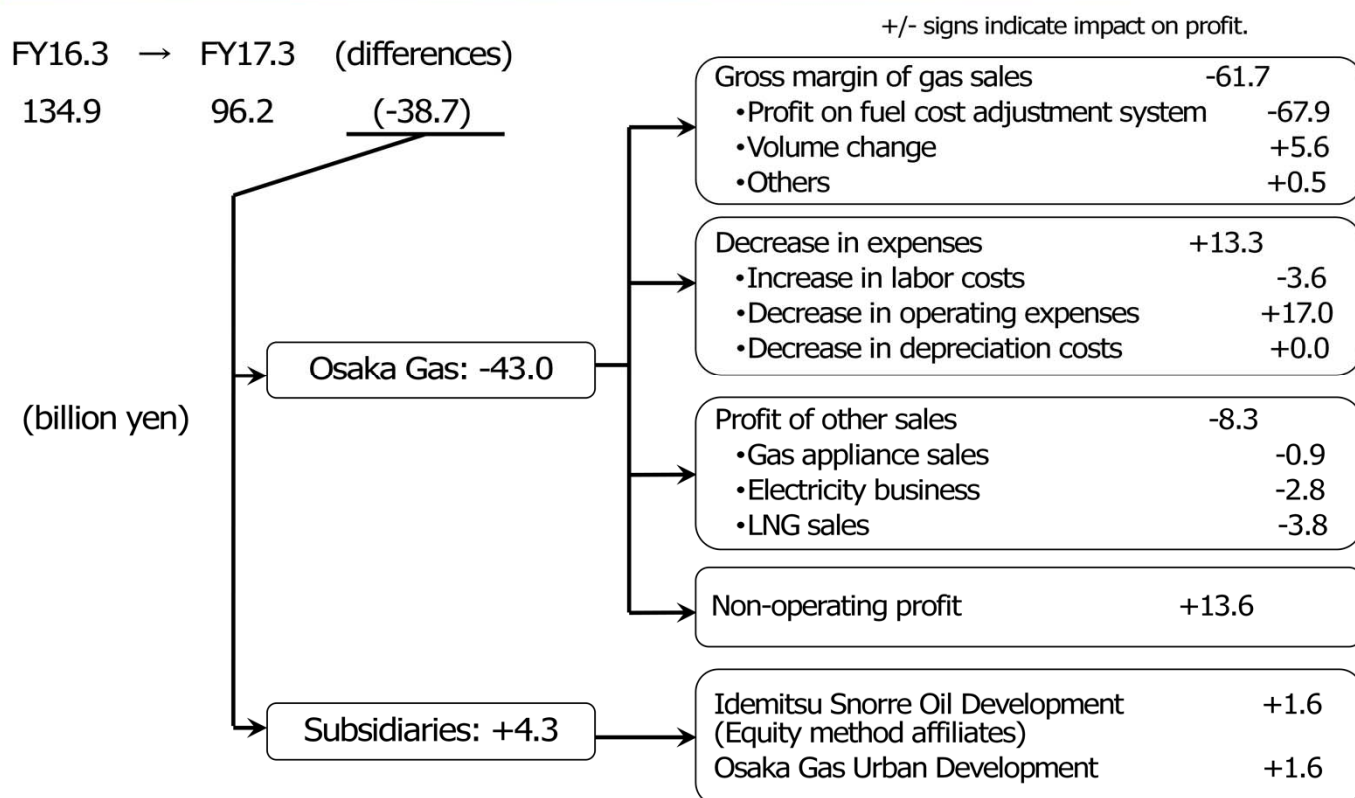 +/- signs indicate impact on profit.
FY16.3 → FY17.3 (differences)
134.9 96.2 (-38.7)
(billion yen)
Osaka Gas: -43.0
Gross margin of gas sales -61.7
・Profit on fuel cost adjustment system -67.9
・Volume change +5.6
・Others +0.5
Decrease in expenses +13.3
・Increase in labor costs -3.6
・Decrease in operating expenses +17.0
・Decrease in depreciation costs +0.0
Profit of other sales -8.3
・Gas appliance sales -0.9
・Electricity business -2.8
・LNG sales -3.8
Non-operating profit +13.6
Subsidiaries: +4.3
Idemitsu Snorre Oil Development +1.6
(Equity method affiliates)
Osaka Gas Urban Development +1.6